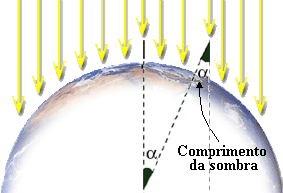 α
α
Comprimento
da sombra